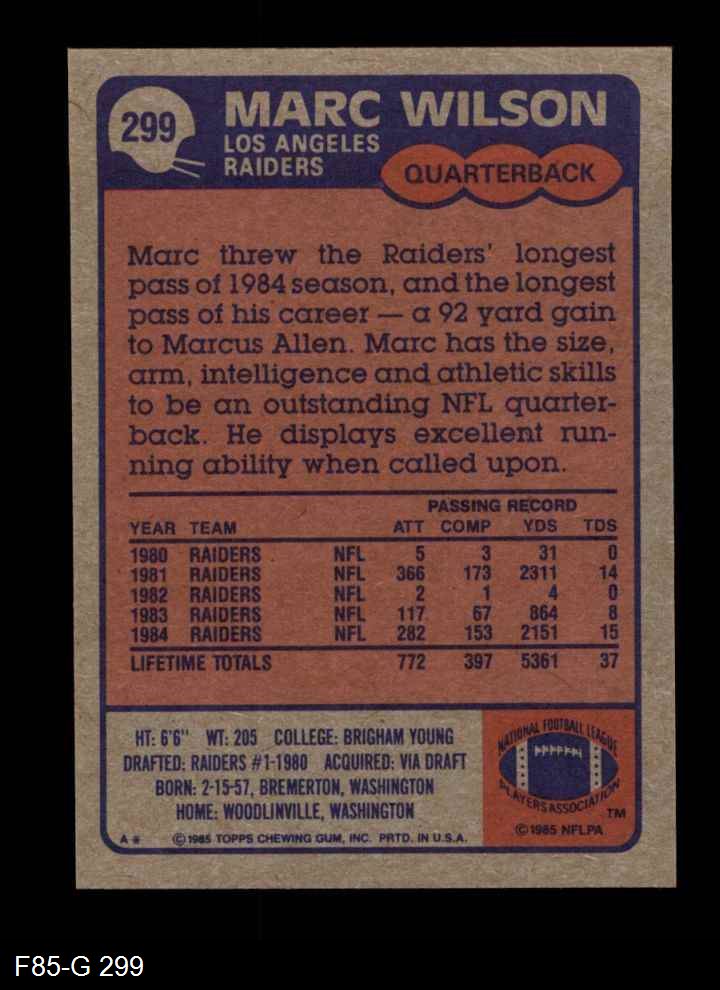 299
MARC WILSON
LOS ANGELES
RAIDERS
QUARTERBACK
Marc threw the Raiders' longest
pass of 1984 season, and the longest
pass of his career — a 92 yard gain
to Marcus Allen. Marc has the size,
arm, intelligence and athletic skills
to be an outstanding NFL quarter-
back. He displays excellent run-
ning ability when called upon.
PASSING RECORD
YEAR TEAM ATT COMP YDS TDS
1980 RAIDERS NFL 5 3 31 0
1981 RAIDERS NFL 366 173 2311 14
1982 RAIDERS NFL 2 1 4 0
1983 RAIDERS NFL 117 67 864 8
1984 RAIDERS NFL 282 153 2151 15
LIFETIME TOTALS 772 397 5361 37
HT: 6'6" WT: 205 COLLEGE: BRIGHAM YOUNG
DRAFTED: RAIDERS #1-1980 ACQUIRED: VIA DRAFT
BORN: 2-15-57, BREMERTON, WASHINGTON
HOME: WOODLINVILLE, WASHINGTON
A* © 1985 TOPPS CHEWING GUM, INC. PRTD. IN U.S.A.
NATIONAL FOOTBALL LEAGUE
PLAYERS ASSOCIATION
TM
© 1985 NFLPA
F85-G 299